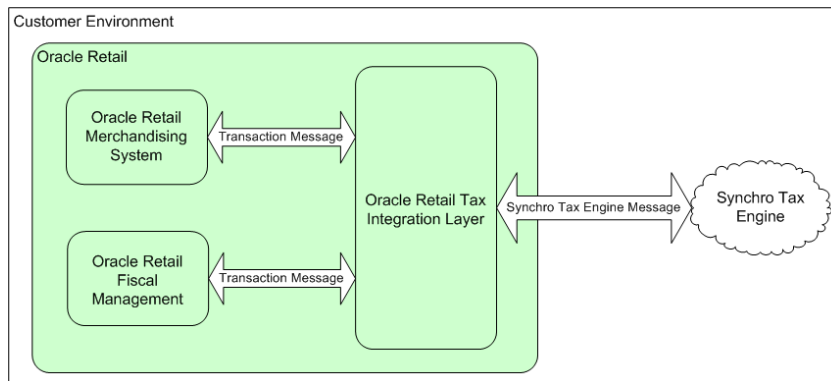 Customer Environment
Oracle Retail
Oracle Retail
Merchandising
System
Transaction Message
Oracle Retail Tax
Integration Layer
Synchro Tax Engine Message
Synchro Tax
Engine
Oracle Retail
Fiscal
Management
Transaction Message